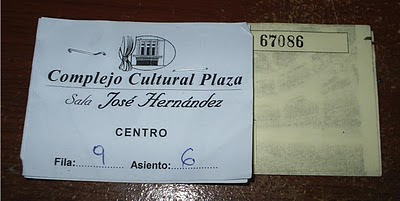 67086
Complejo Cultural Plaza
Sala José Hernández
CENTRO
Fila:.....9..... Asiento:.....6.....